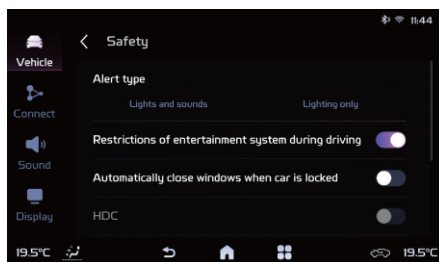 11:44
Safety
Vehicle
Alert type
Lights and sounds Lighting only
Connect
Restrictions of entertainment system during driving
Sound
Automatically close windows when car is locked
Display
HDC
19.5°C 19.5°C